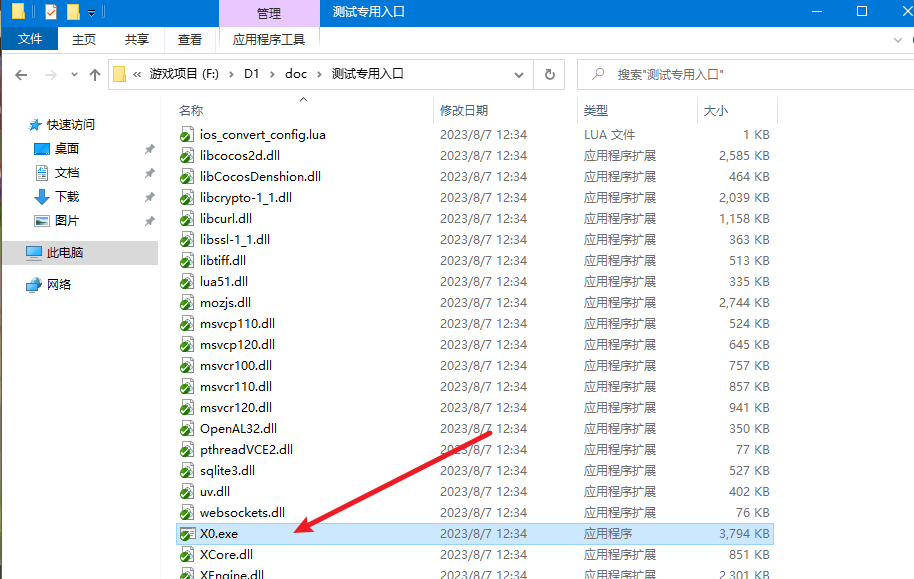 管理
测试专用入口
文件 主页 共享 查看 应用程序工具
« 游戏项目 (F:) › D1 › doc › 测试专用入口
搜索"测试专用入口"
快速访问
桌面
文档
下载
图片
此电脑
网络
名称 修改日期 类型 大小
ios_convert_config.lua 2023/8/7 12:34 LUA 文件 1 KB
libcocos2d.dll 2023/8/7 12:34 应用程序扩展 2,585 KB
libCocosDenshion.dll 2023/8/7 12:34 应用程序扩展 464 KB
libcrypto-1_1.dll 2023/8/7 12:34 应用程序扩展 2,039 KB
libcurl.dll 2023/8/7 12:34 应用程序扩展 1,158 KB
libssl-1_1.dll 2023/8/7 12:34 应用程序扩展 363 KB
libtiff.dll 2023/8/7 12:34 应用程序扩展 513 KB
lua51.dll 2023/8/7 12:34 应用程序扩展 335 KB
mozjs.dll 2023/8/7 12:34 应用程序扩展 2,744 KB
msvcp110.dll 2023/8/7 12:34 应用程序扩展 524 KB
msvcp120.dll 2023/8/7 12:34 应用程序扩展 645 KB
msvcr100.dll 2023/8/7 12:34 应用程序扩展 757 KB
msvcr110.dll 2023/8/7 12:34 应用程序扩展 857 KB
msvcr120.dll 2023/8/7 12:34 应用程序扩展 941 KB
OpenAL32.dll 2023/8/7 12:34 应用程序扩展 350 KB
pthreadVCE2.dll 2023/8/7 12:34 应用程序扩展 77 KB
sqlite3.dll 2023/8/7 12:34 应用程序扩展 527 KB
uv.dll 2023/8/7 12:34 应用程序扩展 402 KB
websockets.dll 2023/8/7 12:34 应用程序扩展 76 KB
X0.exe 2023/8/7 12:34 应用程序 3,794 KB
XCore.dll 2023/8/7 12:34 应用程序扩展 851 KB
XEngine.dll 2023/8/7 12:34 应用程序扩展 2,301 KB